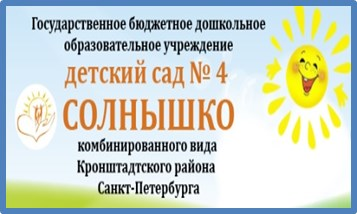 Государственное бюджетное дошкольное
образовательное учреждение
детский сад № 4
СОЛНЫШКО
комбинированного вида
Кронштадтского района
Санкт-Петербурга